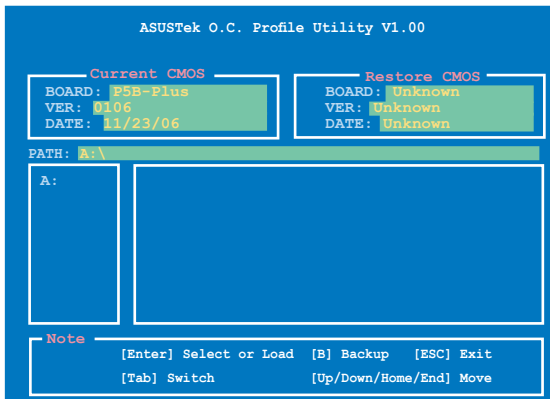 ASUSTek O.C. Profile Utility V1.00
Current CMOS
BOARD: P5B-Plus
VER: 0106
DATE: 11/23/06
Restore CMOS
BOARD: Unknown
VER: Unknown
DATE: Unknown
PATH: A:\
A:
Note
[Enter] Select or Load [B] Backup [ESC] Exit
[Tab] Switch [Up/Down/Home/End] Move